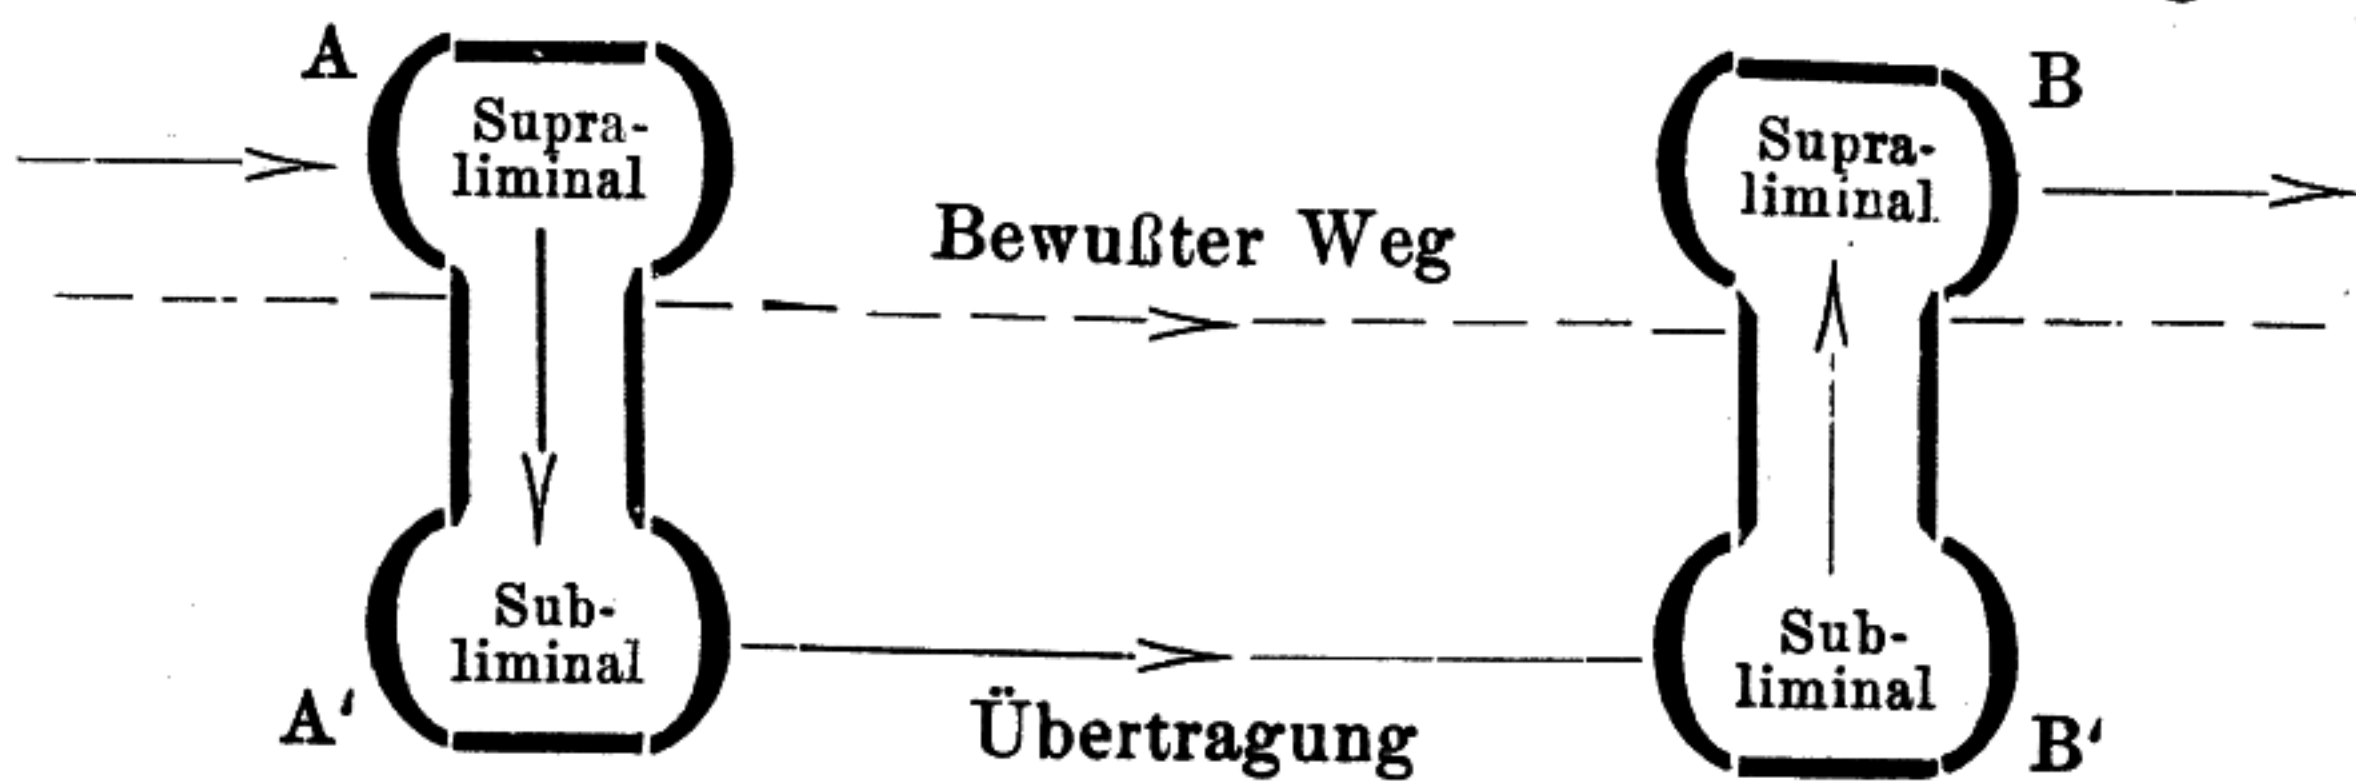 A
B
Supra-
liminal
Supra-
liminal
Bewußter Weg
Sub-
liminal
Sub-
liminal
A'
B'
Übertragung